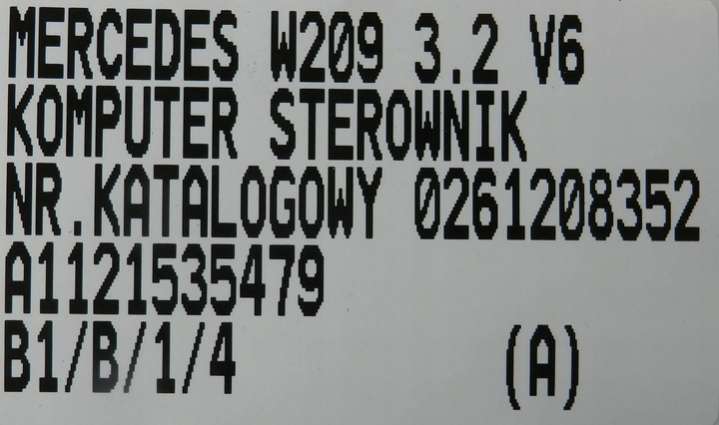 MERCEDES W209 3.2 V6
KOMPUTER STEROWNIK
NR.KATALOGOWY 0261208352
A1121535479
B1/B/1/4 (A)